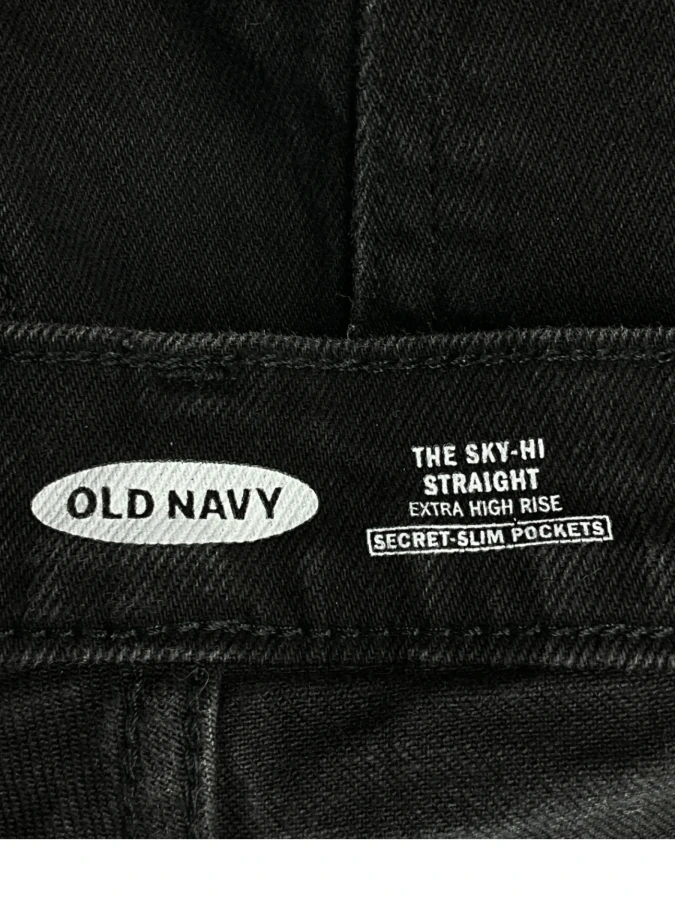 OLD NAVY
THE SKY-HI
STRAIGHT
EXTRA HIGH RISE
SECRET-SLIM POCKETS